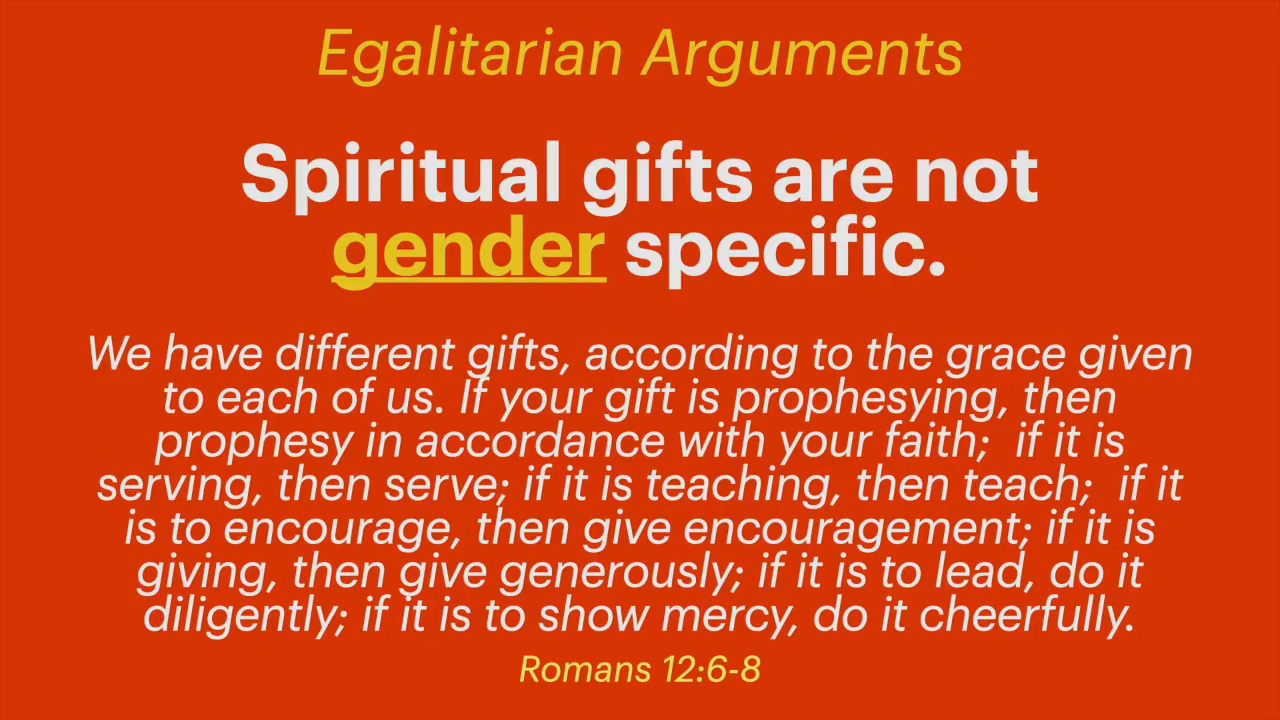 Egalitarian Arguments
Spiritual gifts are not
gender specific.
We have different gifts, according to the grace given
to each of us. If your gift is prophesying, then
prophesy in accordance with your faith;  if it is
serving, then serve; if it is teaching, then teach;  if it
is to encourage, then give encouragement; if it is
giving, then give generously; if it is to lead, do it
diligently; if it is to show mercy, do it cheerfully.
Romans 12:6-8